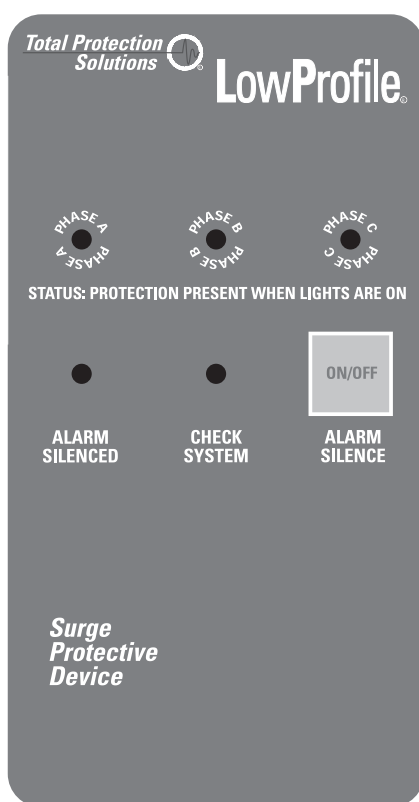 Total Protection
Solutions ®
LowProfile®
PHASE A PHASE B PHASE C
PHASE A PHASE B PHASE C
STATUS: PROTECTION PRESENT WHEN LIGHTS ARE ON
ON/OFF
ALARM SILENCED
CHECK SYSTEM
ALARM SILENCE
Surge
Protective
Device